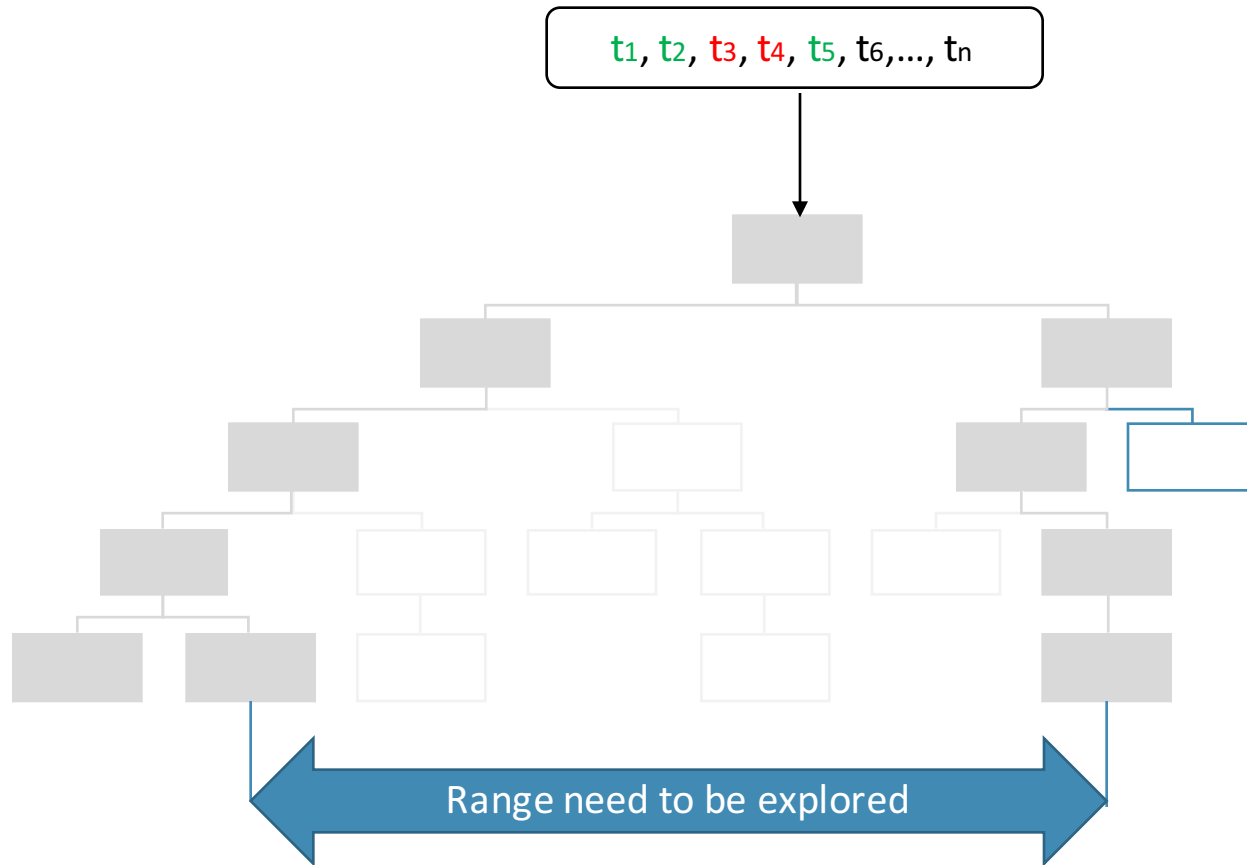 t1, t2, t3, t4, t5, t6,..., tn
Range need to be explored